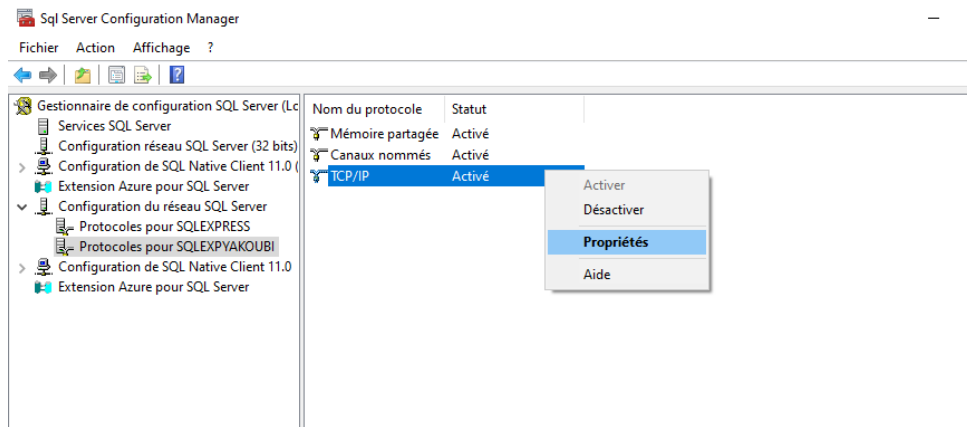 Sql Server Configuration Manager
Fichier Action Affichage ?
Gestionnaire de configuration SQL Server (Lc
Services SQL Server
Configuration réseau SQL Server (32 bits)
Configuration de SQL Native Client 11.0 (
Extension Azure pour SQL Server
Configuration du réseau SQL Server
Protocoles pour SQLEXPRESS
Protocoles pour SQLEXPYAKOUBI
Configuration de SQL Native Client 11.0
Extension Azure pour SQL Server
Nom du protocole Statut
Mémoire partagée Activé
Canaux nommés Activé
TCP/IP Activé
Activer
Désactiver
Propriétés
Aide